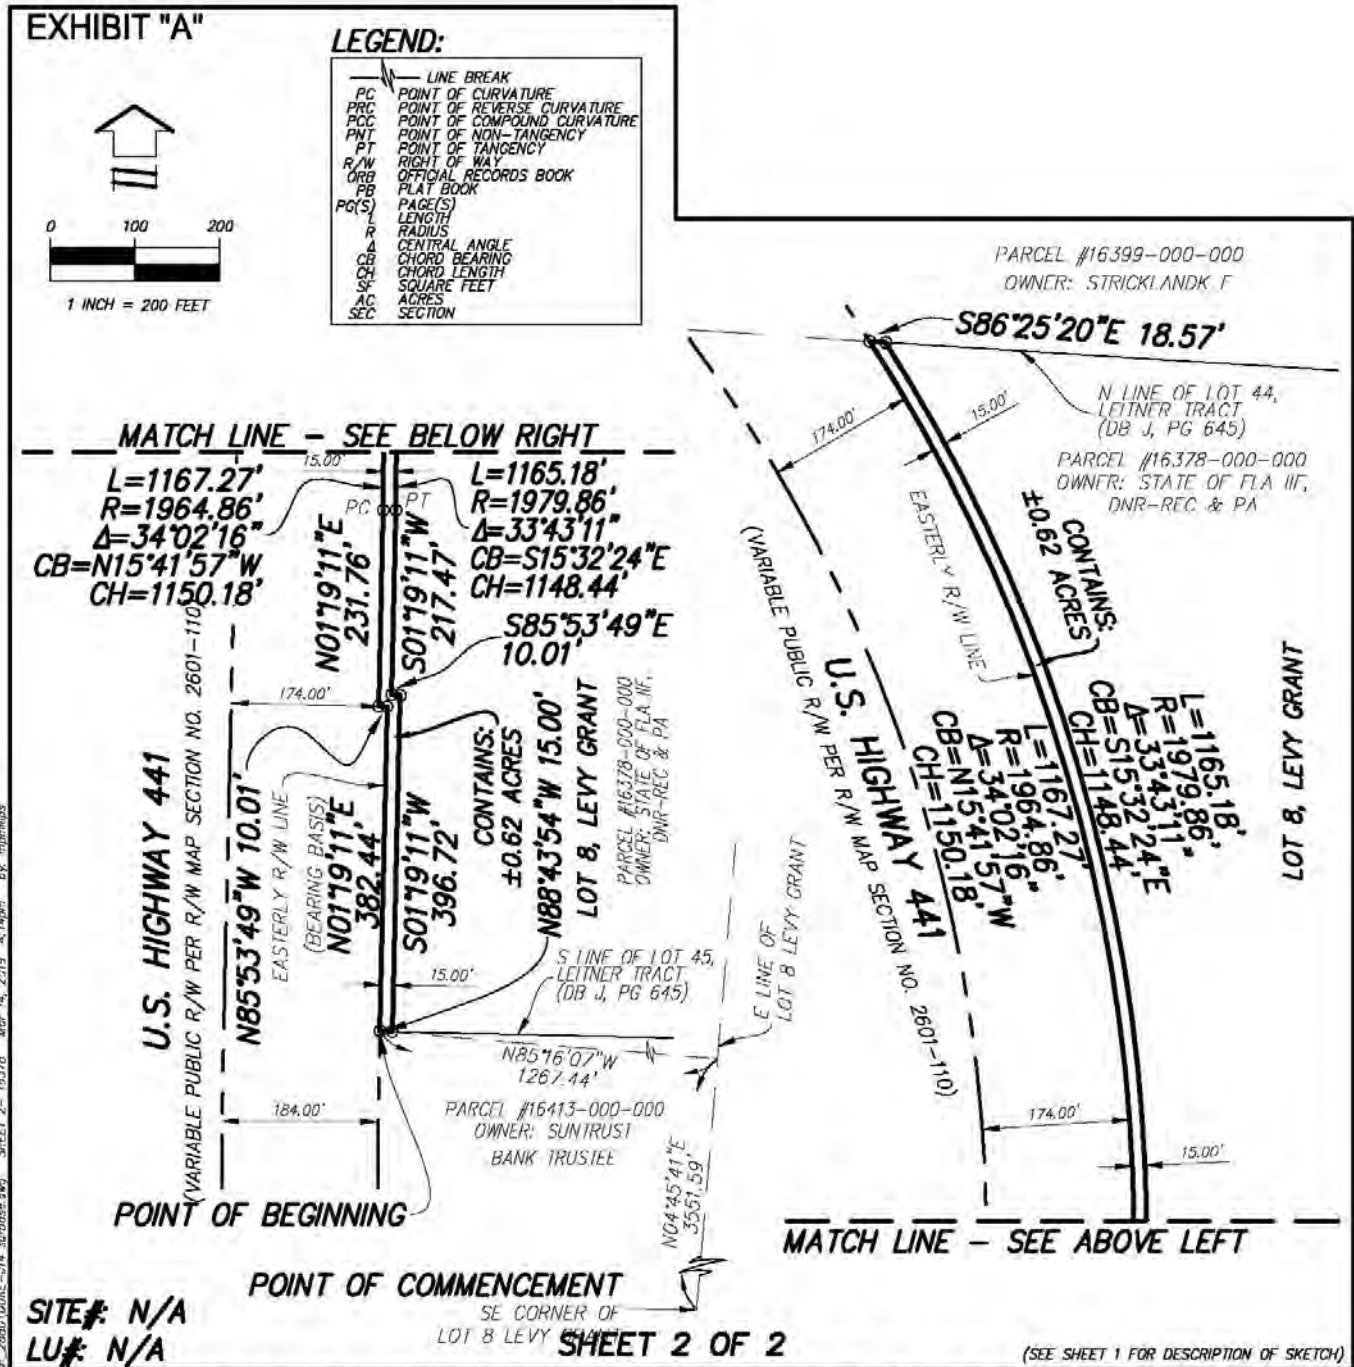 EXHIBIT "A"
LEGEND:
LINE BREAK
PC POINT OF CURVATURE
PRC POINT OF REVERSE CURVATURE
PCC POINT OF COMPOUND CURVATURE
PNT POINT OF NON-TANGENCY
PT POINT OF TANGENCY
R/W RIGHT OF WAY
ORB OFFICIAL RECORDS BOOK
PB PLAT BOOK
PG(S) PAGE(S)
L LENGTH
R RADIUS
Δ CENTRAL ANGLE
CB CHORD BEARING
CH CHORD LENGTH
SF SQUARE FEET
AC ACRES
SEC SECTION
0 100 200
1 INCH = 200 FEET
MATCH LINE - SEE BELOW RIGHT
15.00'
L=1167.27'
R=1964.86'
Δ=34°02'16"
CB=N15°41'57"W
CH=1150.18'
L=1165.18'
R=1979.86'
Δ=33°43'11"
CB=S15°32'24"E
CH=1148.44'
PC
PT
N01°19'11"E
231.76'
S01°19'11"W
217.47'
S85°53'49"E
10.01'
174.00'
U.S. HIGHWAY 441
(VARIABLE PUBLIC R/W PER R/W MAP SECTION NO. 2601-110)
N85°53'49"W 10.01'
EASTERLY R/W LINE
(BEARING BASIS)
N01°19'11"E
382.44'
S01°19'11"W
396.72'
CONTAINS:
±0.62 ACRES
N88°43'54"W 15.00'
LOT 8, LEVY GRANT
PARCEL #16378-000-000
OWNER: STATE OF FLA IIF,
DNR-REC & PA
15.00'
S LINE OF LOT 45,
LEITNER TRACT
(DB J, PG 645)
E LINE OF
LOT 8 LEVY GRANT
N85°16'07"W
1267.44'
184.00'
PARCEL #16413-000-000
OWNER: SUNTRUST
BANK TRUSTEE
N04°45'41"E
3551.59'
POINT OF BEGINNING
POINT OF COMMENCEMENT
SE CORNER OF
LOT 8 LEVY GRANT
PARCEL #16399-000-000
OWNER: STRICKLANDK F
S86°25'20"E 18.57'
N LINE OF LOT 44,
LEITNER TRACT
(DB J, PG 645)
174.00'
15.00'
PARCEL #16378-000-000
OWNER: STATE OF FLA IIF,
DNR-REC & PA
EASTERLY R/W LINE
CONTAINS:
±0.62 ACRES
(VARIABLE PUBLIC R/W PER R/W MAP SECTION NO. 2601-110)
U.S. HIGHWAY 441
L=1167.27'
R=1964.86'
Δ=34°02'16"
CB=N15°41'57"W
CH=1150.18'
L=1165.18'
R=1979.86'
Δ=33°43'11"
CB=S15°32'24"E
CH=1148.44'
LOT 8, LEVY GRANT
174.00'
15.00'
MATCH LINE - SEE ABOVE LEFT
SITE#: N/A
LU#: N/A
SHEET 2 OF 2
(SEE SHEET 1 FOR DESCRIPTION OF SKETCH)